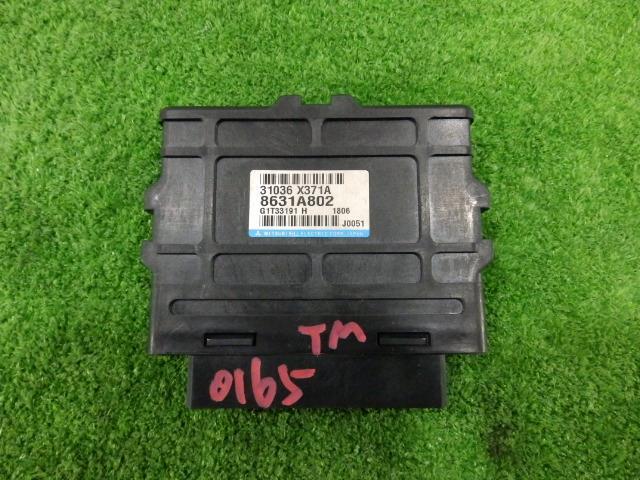 31036 X371A
8631A802
G1T33191 H 1806
J0051
MITSUBISHI ELECTRIC CORP. JAPAN
TM
0165